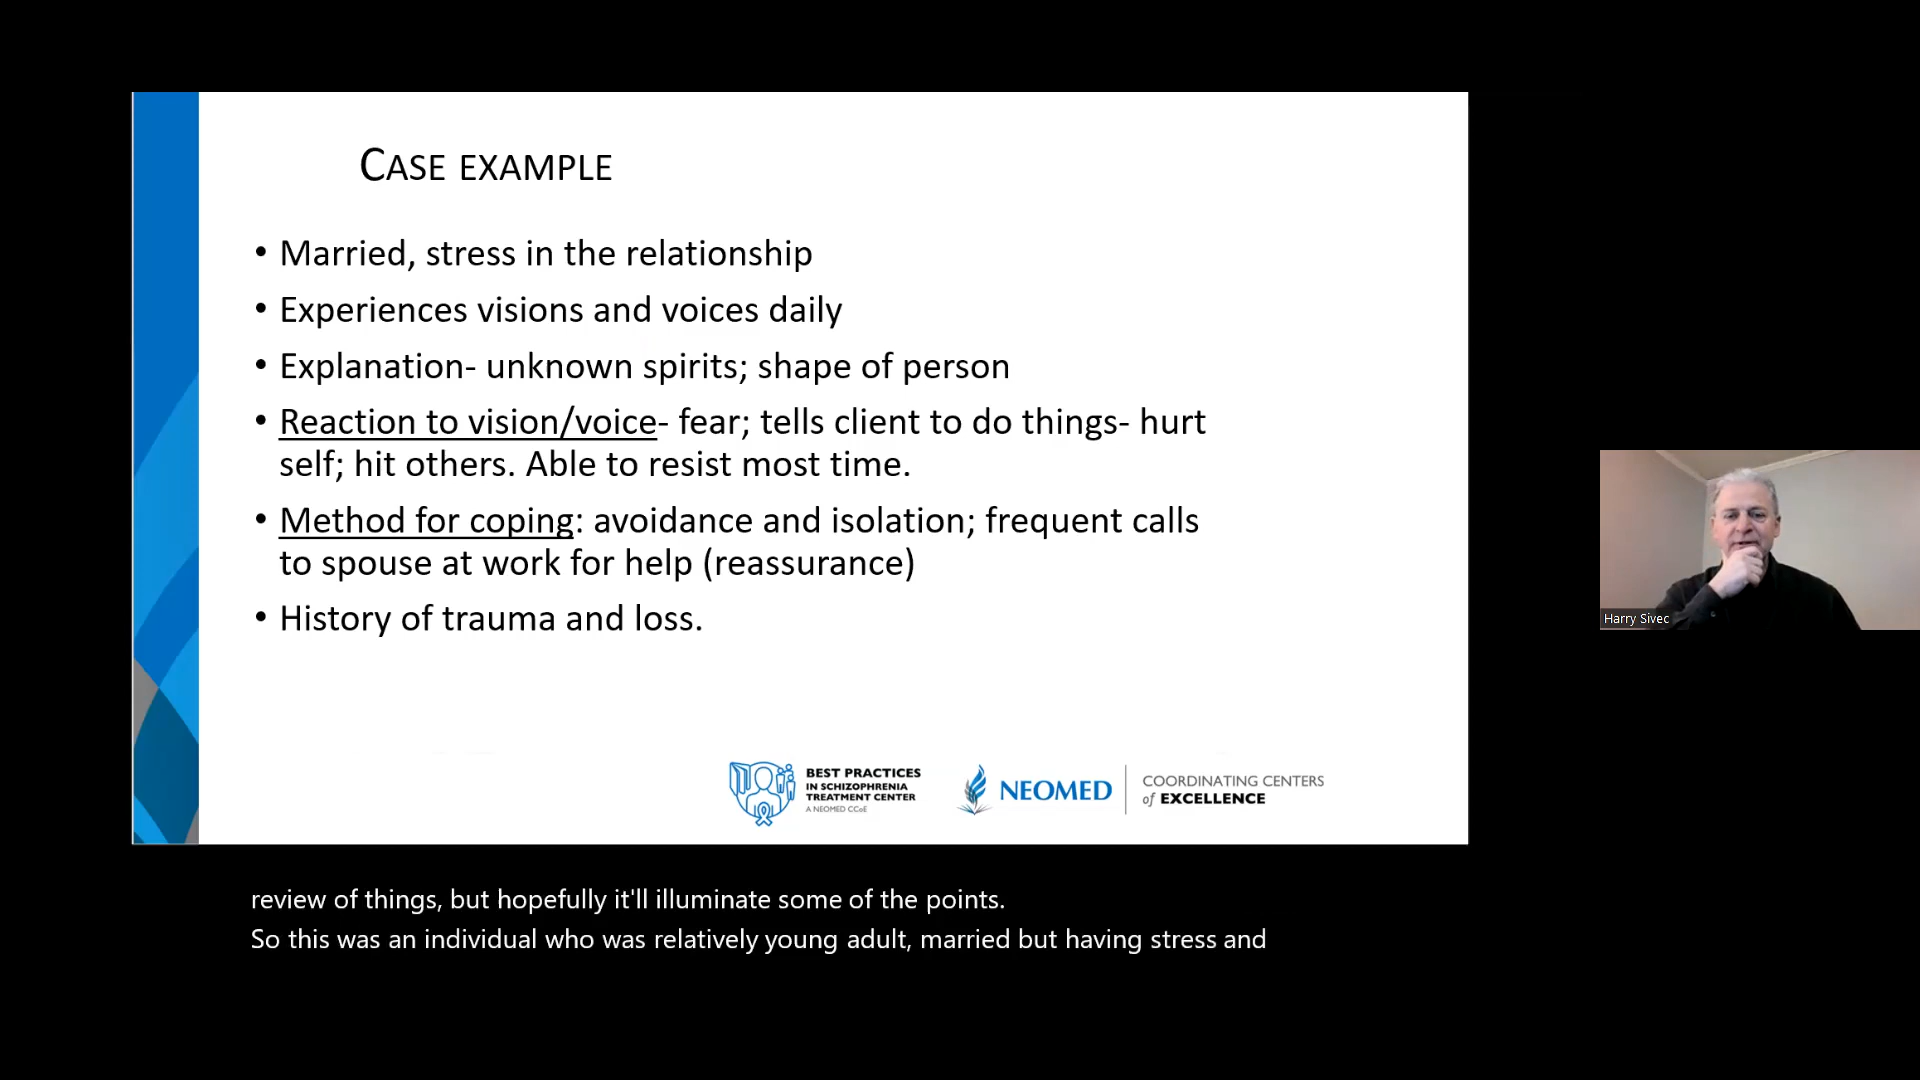 CASE EXAMPLE
• Married, stress in the relationship
• Experiences visions and voices daily
• Explanation- unknown spirits; shape of person
• Reaction to vision/voice- fear; tells client to do things- hurt
self; hit others. Able to resist most time.
• Method for coping: avoidance and isolation; frequent calls
to spouse at work for help (reassurance)
• History of trauma and loss.
BEST PRACTICES
IN SCHIZOPHRENIA
TREATMENT CENTER
A NEOMED CCoE
NEOMED
COORDINATING CENTERS
of EXCELLENCE
Harry Sivec
review of things, but hopefully it'll illuminate some of the points.
So this was an individual who was relatively young adult, married but having stress and